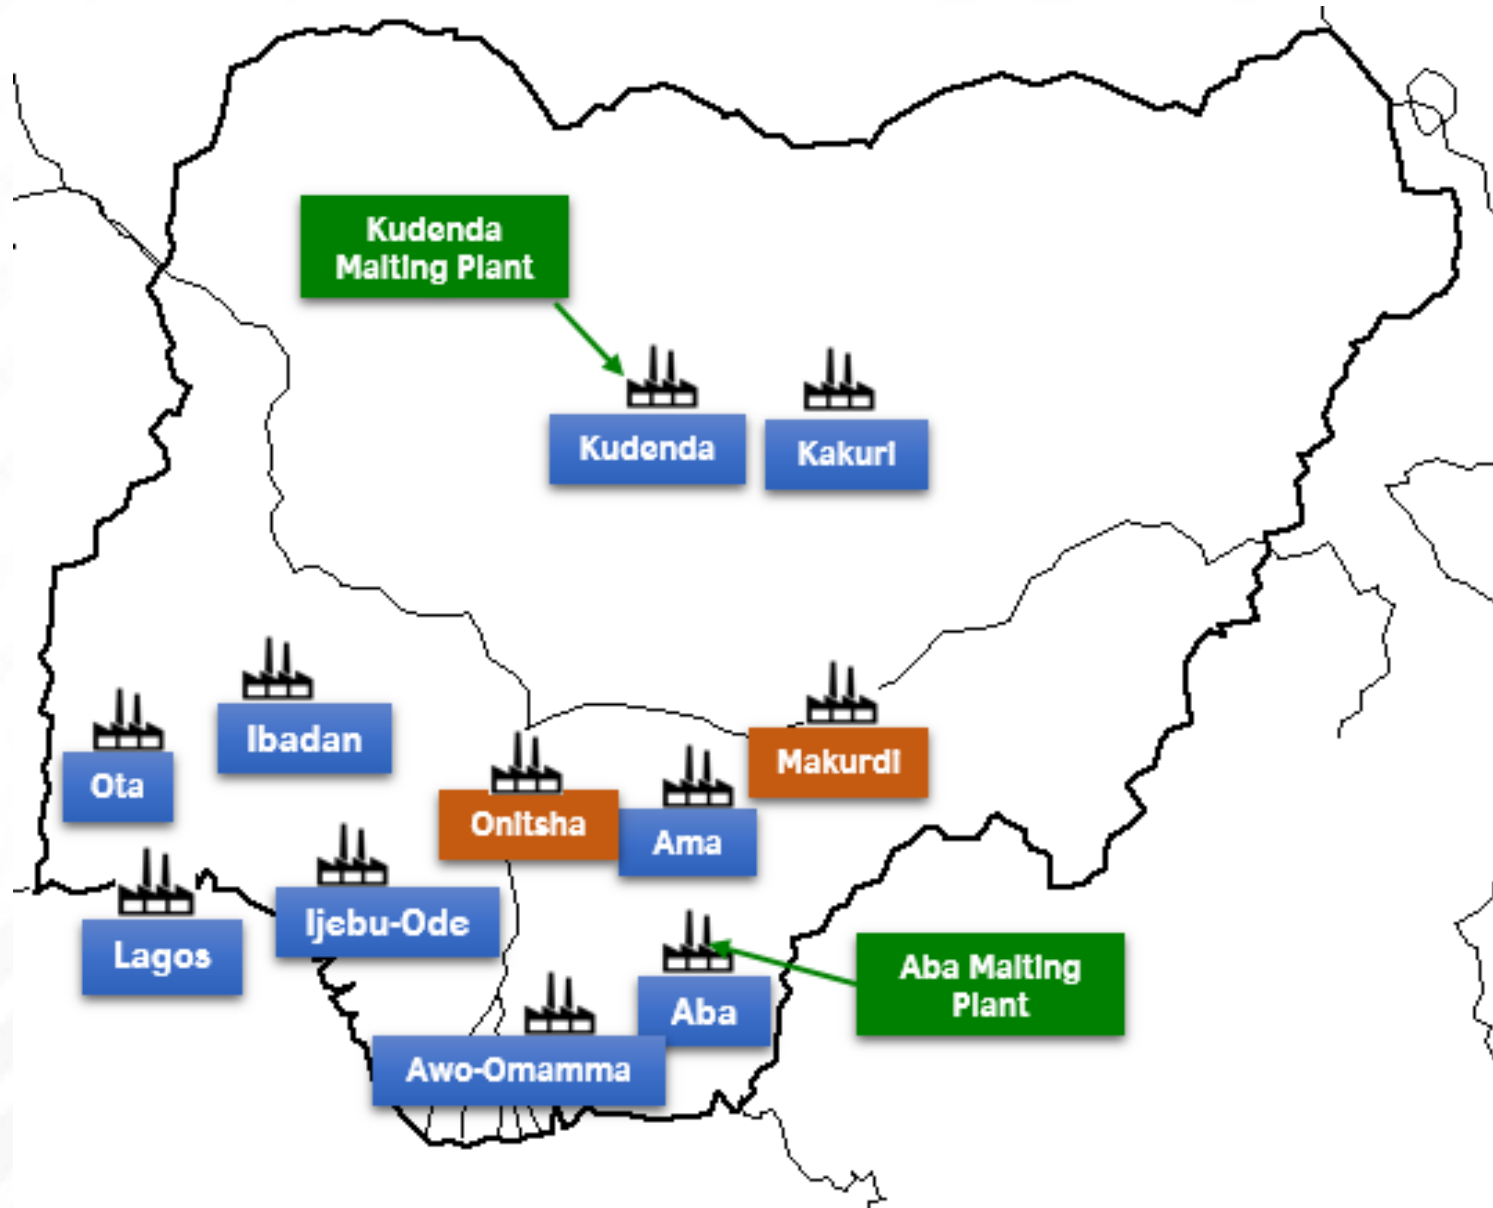 Kudenda
Malting Plant
Kudenda
Kakuri
Ibadan
Ota
Makurdi
Onitsha
Ama
Ijebu-Ode
Lagos
Aba Malting
Plant
Aba
Awo-Omamma